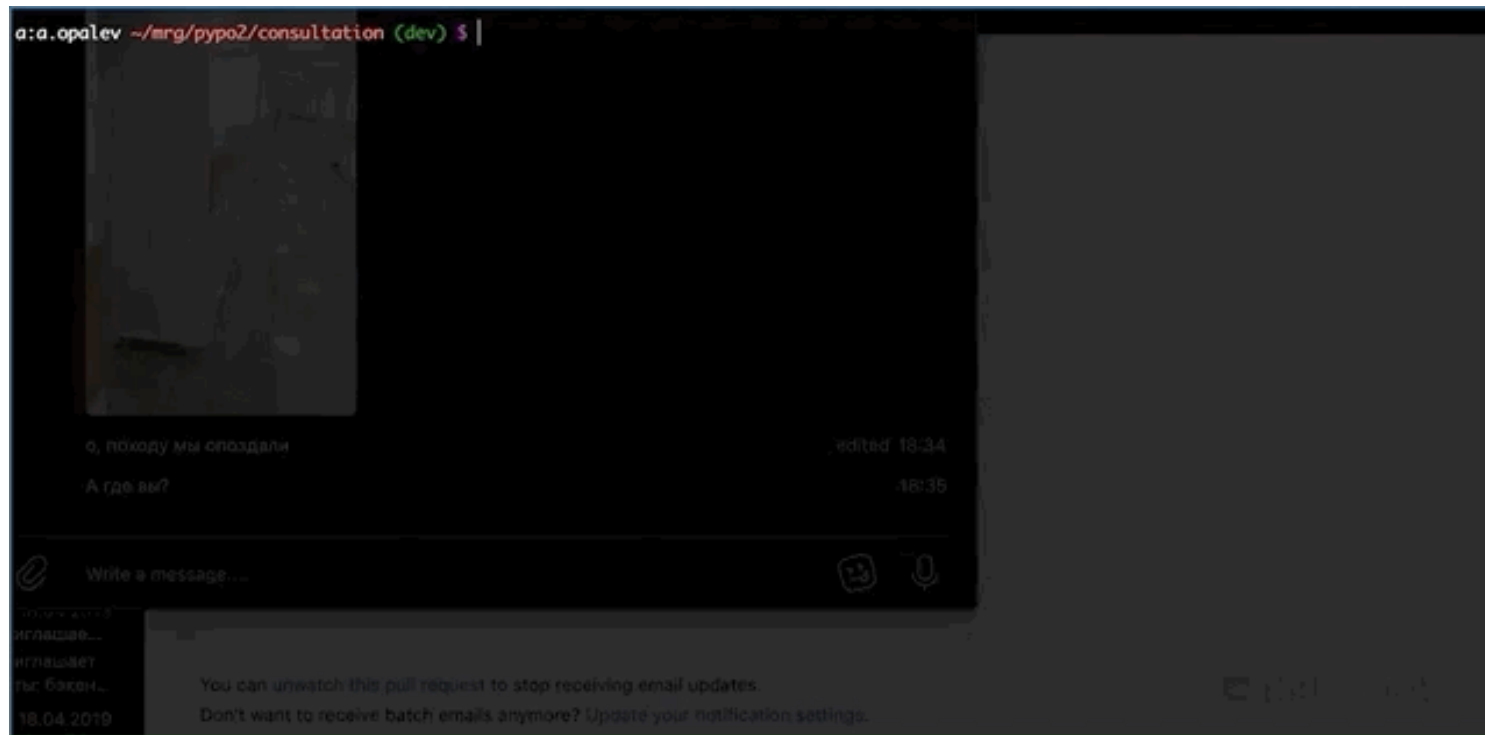 a:a.opalev ~/mrg/pypo2/consultation (dev) $
о, походу мы опоздали edited 18:34
А где вы? 18:35
Write a message...
иглашае...
иглашает
18.04.2019
You can unwatch this pull request to stop receiving email updates.
Don't want to receive batch emails anymore? Update your notification settings.